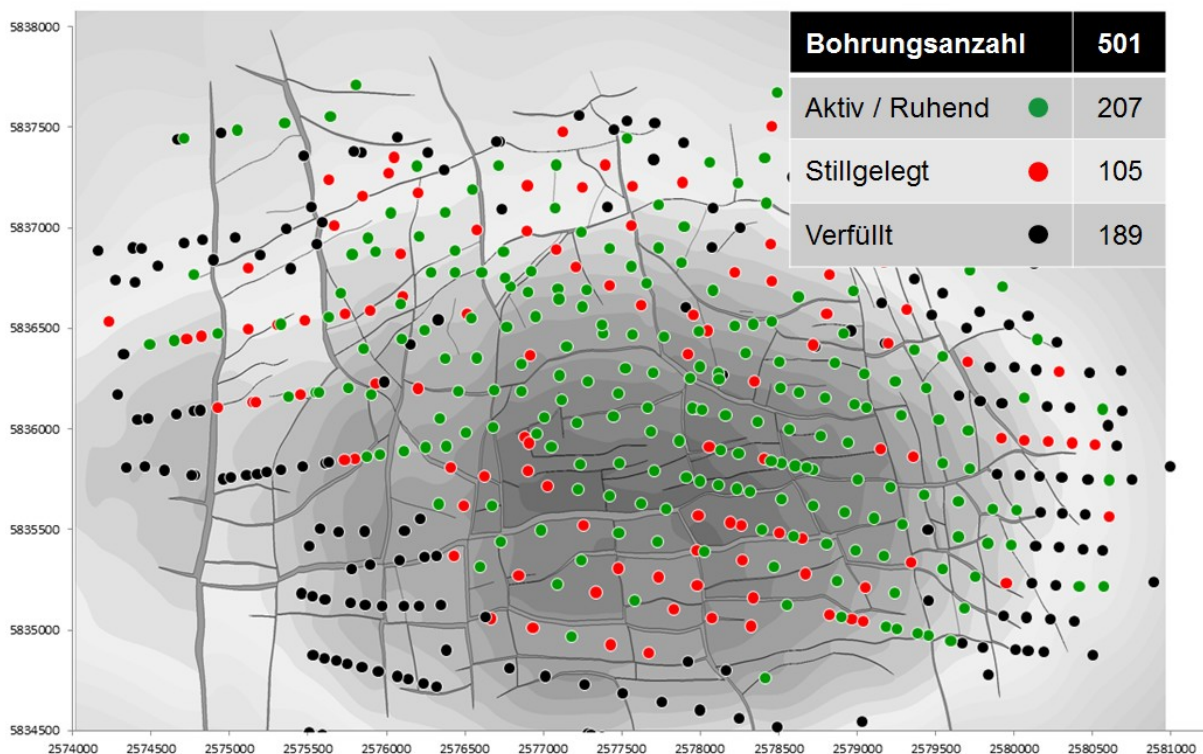 Bohrungsanzahl 501
Aktiv / Ruhend 207
Stillgelegt 105
Verfüllt 189
5838000
5837500
5837000
5836500
5836000
5835500
5835000
5834500
2574000 2574500 2575000 2575500 2576000 2576500 2577000 2577500 2578000 2578500 2579000 2579500 2580000 2580500 2581000